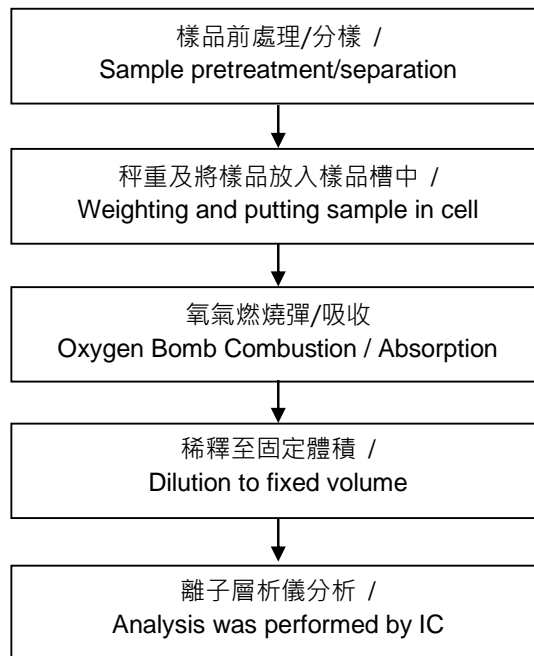 樣品前處理/分樣 /
Sample pretreatment/separation
秤重及將樣品放入樣品槽中 /
Weighting and putting sample in cell
氧氣燃燒彈/吸收
Oxygen Bomb Combustion / Absorption
稀釋至固定體積 /
Dilution to fixed volume
離子層析儀分析 /
Analysis was performed by IC